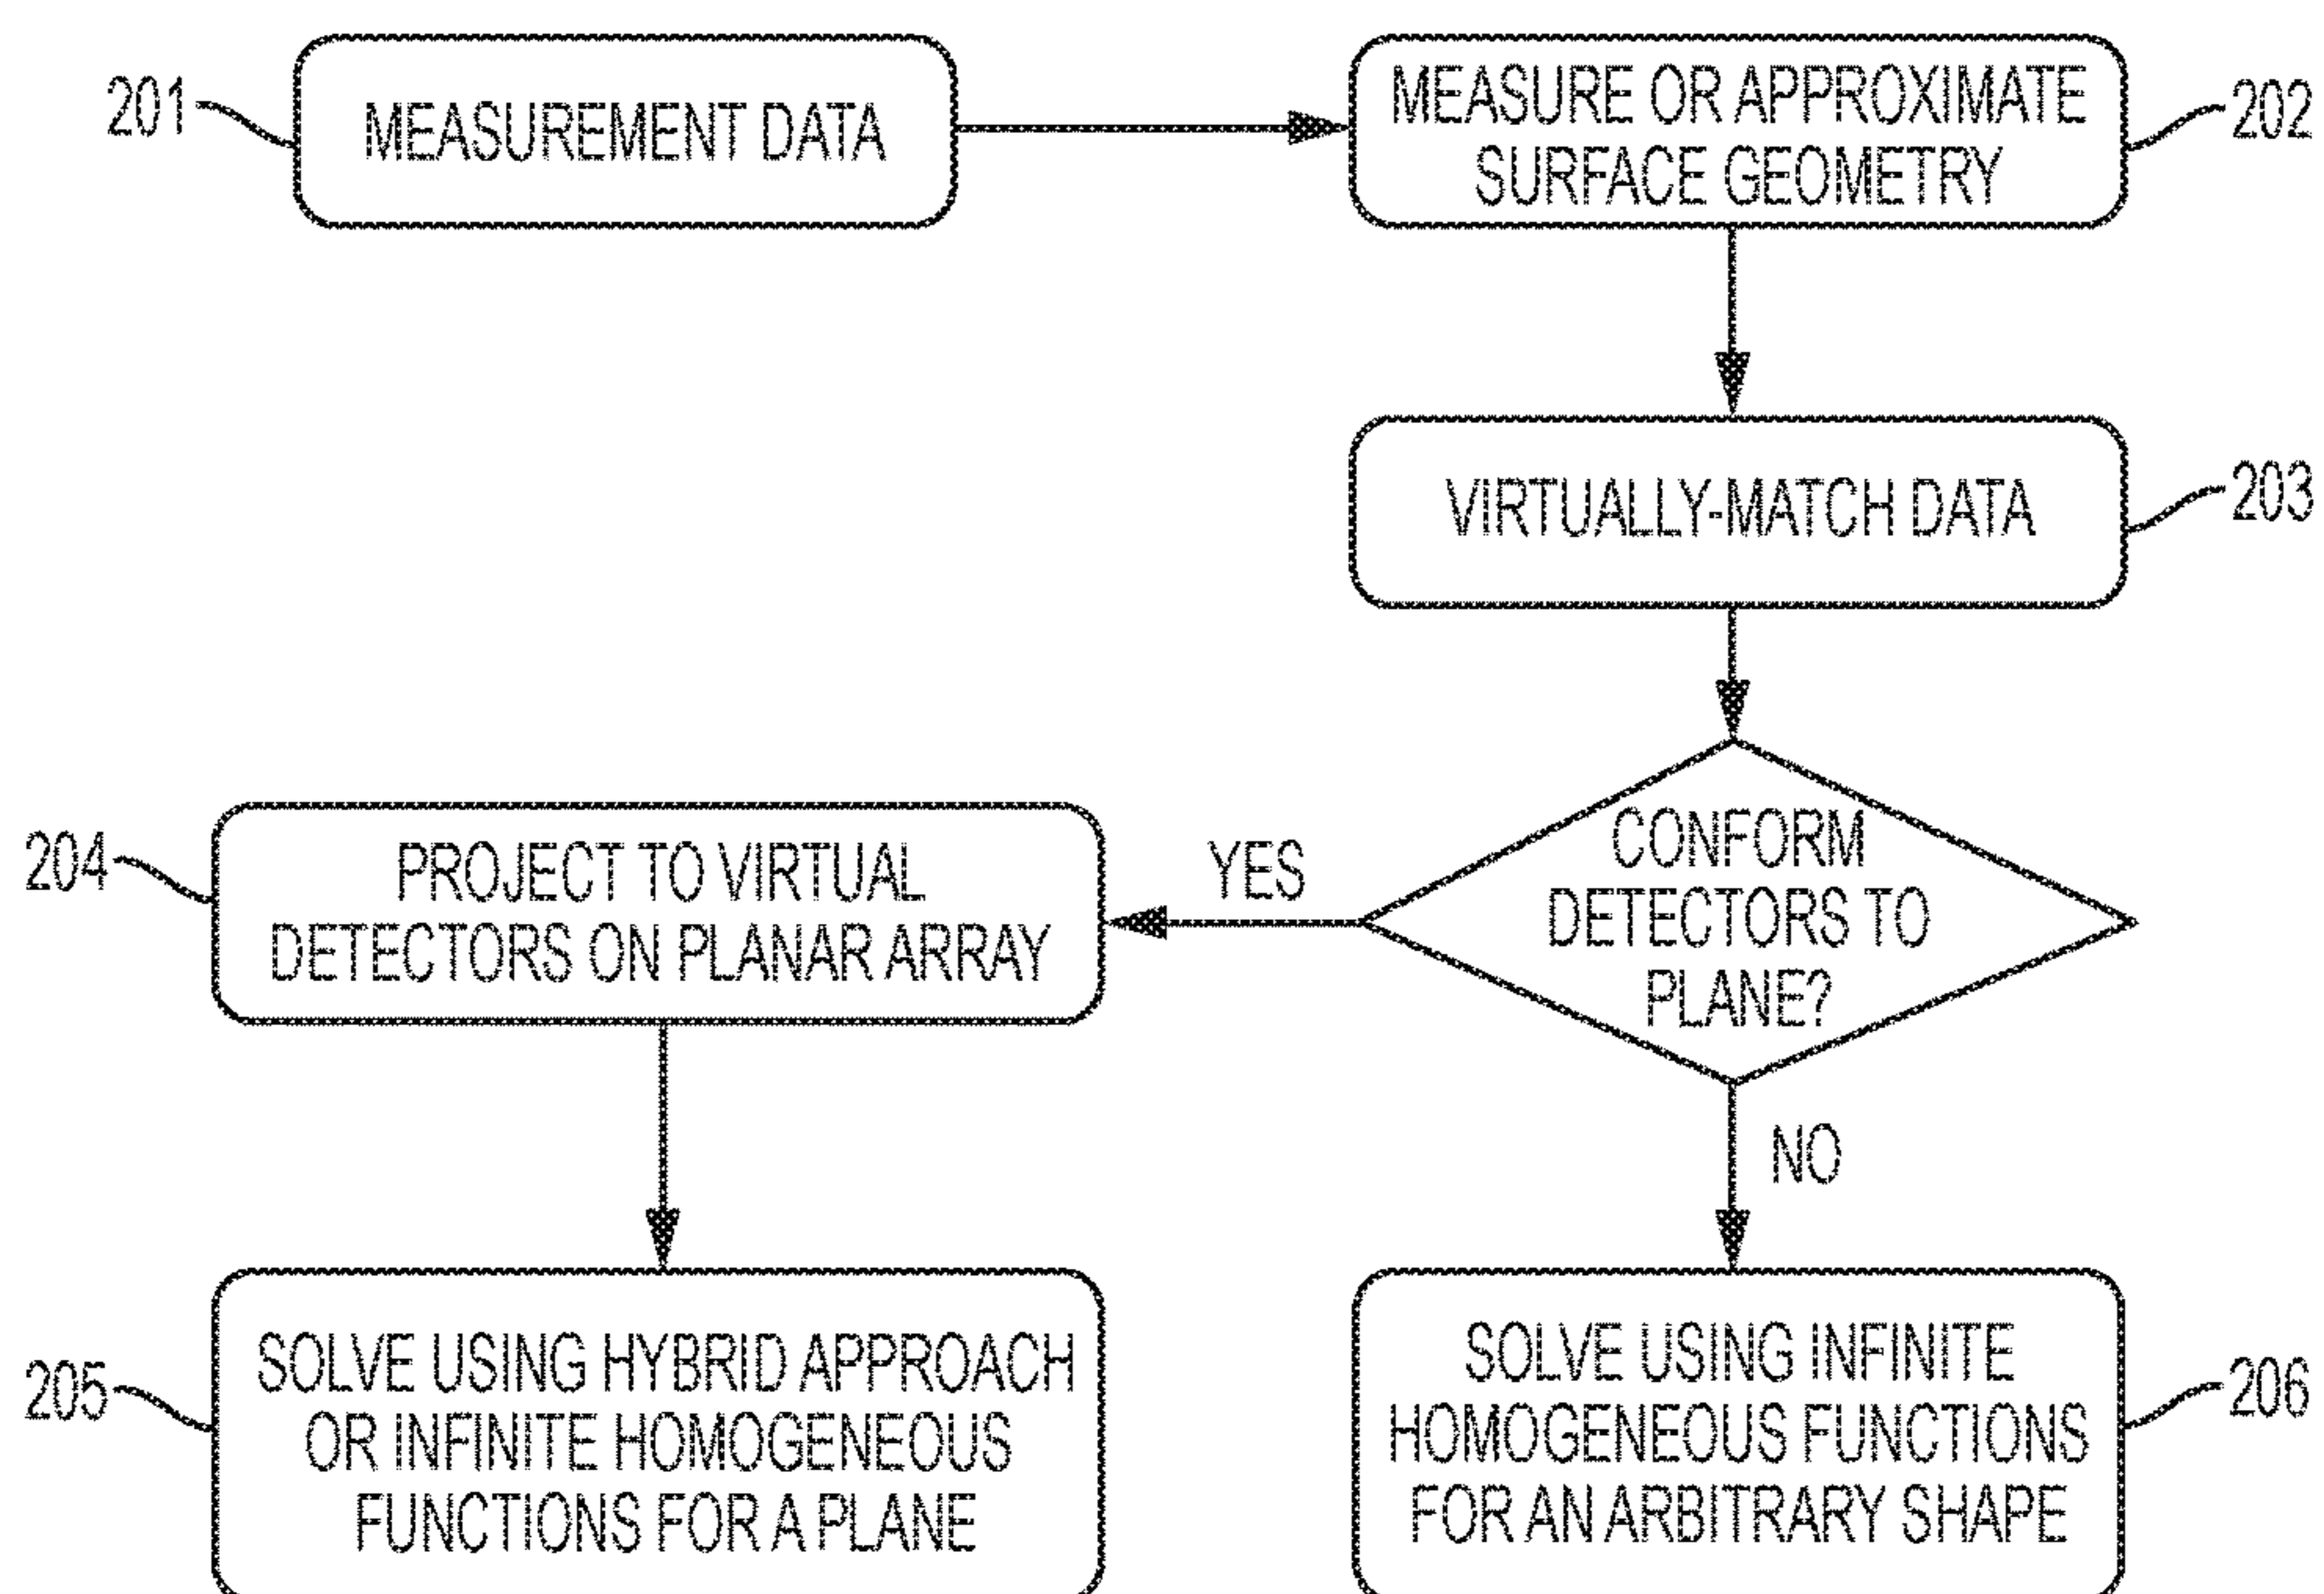 201
MEASUREMENT DATA
MEASURE OR APPROXIMATE
SURFACE GEOMETRY
202
VIRTUALLY-MATCH DATA
203
CONFORM
DETECTORS TO
PLANE?
YES
204
PROJECT TO VIRTUAL
DETECTORS ON PLANAR ARRAY
NO
205
SOLVE USING HYBRID APPROACH
OR INFINITE HOMOGENEOUS
FUNCTIONS FOR A PLANE
SOLVE USING INFINITE
HOMOGENEOUS FUNCTIONS
FOR AN ARBITRARY SHAPE
206